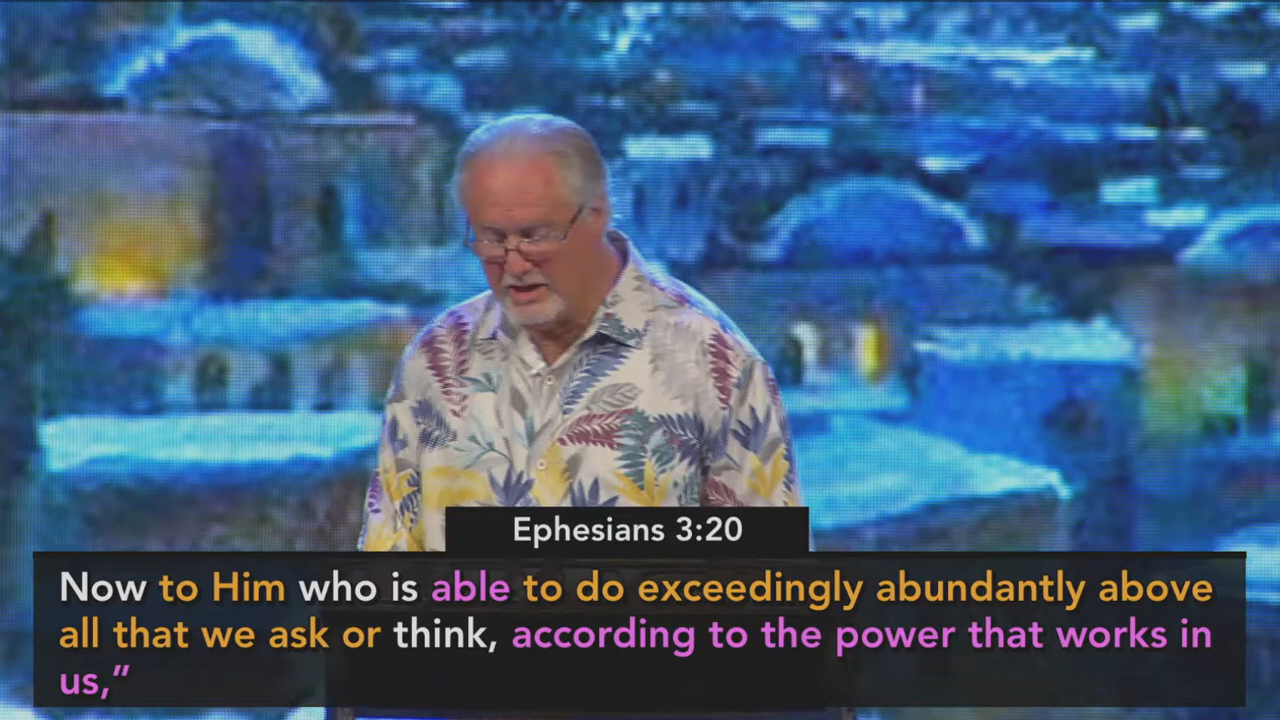 Ephesians 3:20
Now to Him who is able to do exceedingly abundantly above
all that we ask or think, according to the power that works in
us,”